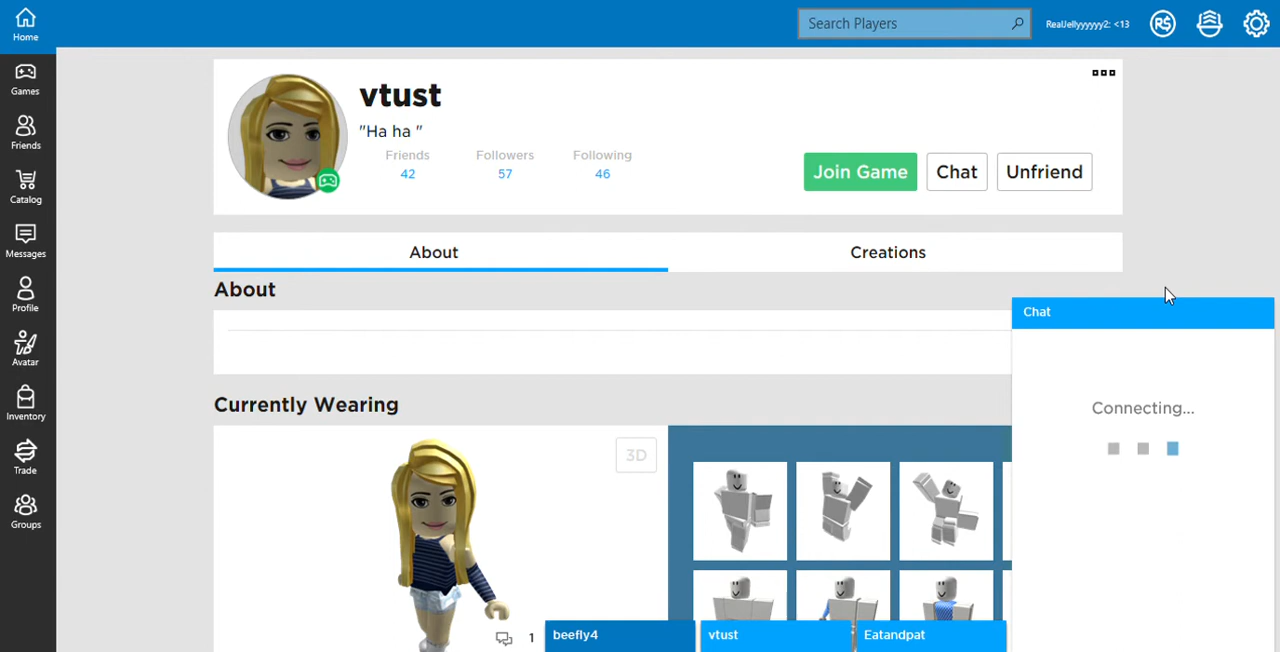 Home
Search Players
RealJellyyyyyy2: <13
R$
Games
Friends
Catalog
Messages
Profile
Avatar
Inventory
Trade
Groups
vtust
"Ha ha "
Friends
Followers
Following
42
57
46
Join Game
Chat
Unfriend
About
Creations
About
Currently Wearing
3D
Chat
Connecting...
1
beefly4
vtust
Eatandpat